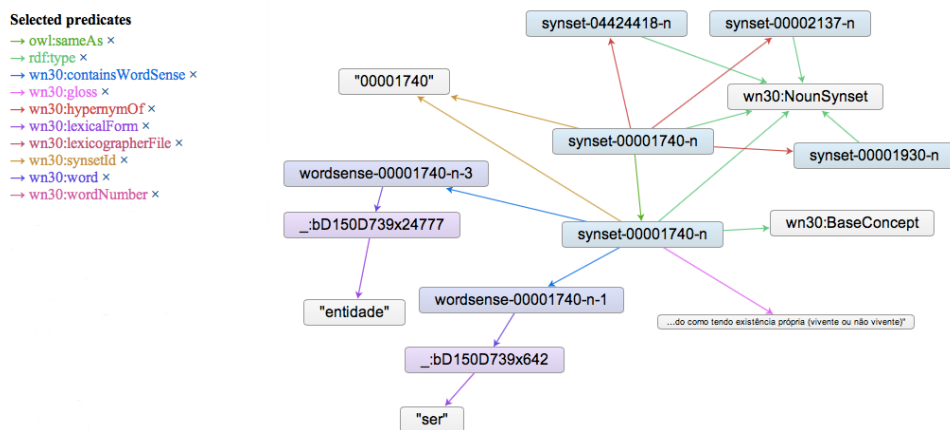 Selected predicates
→ owl:sameAs ×
→ rdf:type ×
→ wn30:containsWordSense ×
→ wn30:gloss ×
→ wn30:hypernymOf ×
→ wn30:lexicalForm ×
→ wn30:lexicographerFile ×
→ wn30:synsetId ×
→ wn30:word ×
→ wn30:wordNumber ×
synset-04424418-n
synset-00002137-n
"00001740"
wn30:NounSynset
synset-00001740-n
synset-00001930-n
wordsense-00001740-n-3
_:bD150D739x24777
wn30:BaseConcept
synset-00001740-n
"entidade"
wordsense-00001740-n-1
...do como tendo existência própria (vivente ou não vivente)"
_:bD150D739x642
"ser"